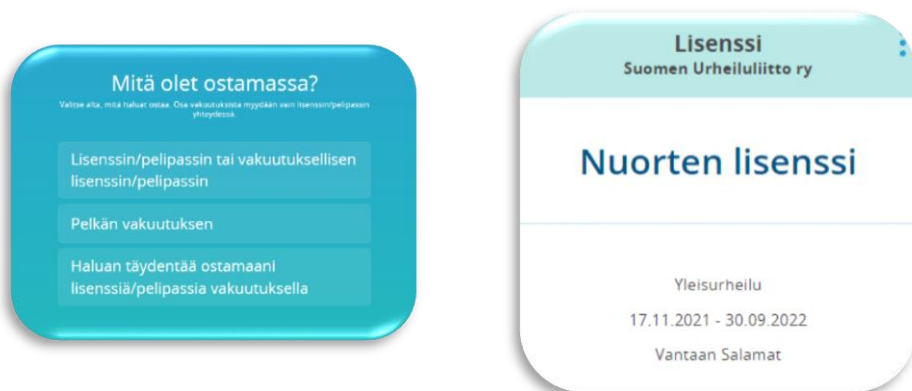 Mitä olet ostamassa?
Valitse alta, mitä haluat ostaa. Osa vakuutuksista myydään vain lisenssin/pelipassin
yhteydessä.
Lisenssin/pelipassin tai vakuutuksellisen
lisenssin/pelipassin
Pelkän vakuutuksen
Haluan täydentää ostamaani
lisenssiä/pelipassia vakuutuksella
Lisenssi
Suomen Urheiluliitto ry
Nuorten lisenssi
Yleisurheilu
17.11.2021 - 30.09.2022
Vantaan Salamat